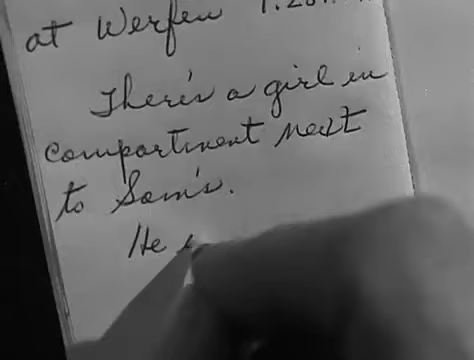 at Werfen
There's a girl in
compartment next
to Sam's.
He